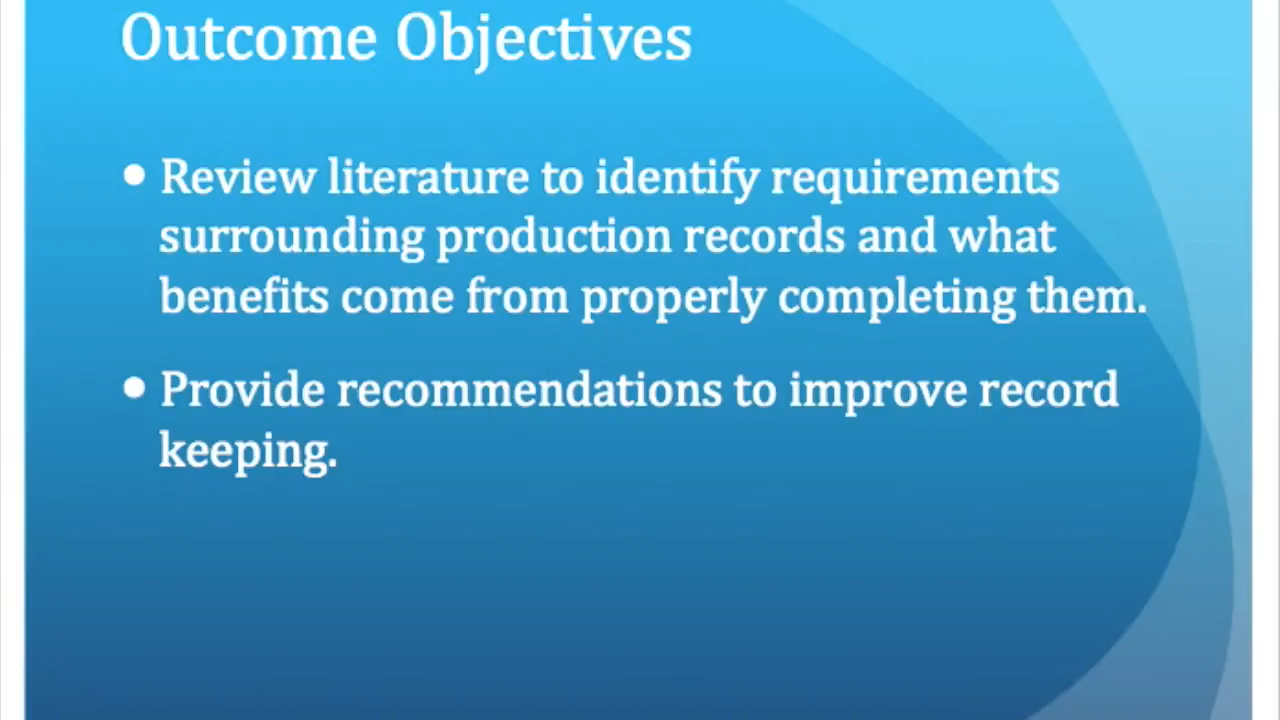 Outcome Objectives
• Review literature to identify requirements
surrounding production records and what
benefits come from properly completing them.
• Provide recommendations to improve record
keeping.